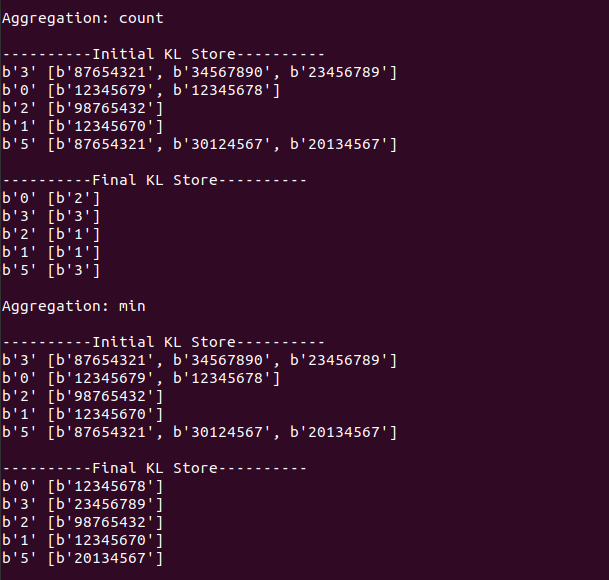 Aggregation: count
----------Initial KL Store----------
b'3' [b'87654321', b'34567890', b'23456789']
b'0' [b'12345679', b'12345678']
b'2' [b'98765432']
b'1' [b'12345670']
b'5' [b'87654321', b'30124567', b'20134567']
----------Final KL Store----------
b'0' [b'2']
b'3' [b'3']
b'2' [b'1']
b'1' [b'1']
b'5' [b'3']
Aggregation: min
----------Initial KL Store----------
b'3' [b'87654321', b'34567890', b'23456789']
b'0' [b'12345679', b'12345678']
b'2' [b'98765432']
b'1' [b'12345670']
b'5' [b'87654321', b'30124567', b'20134567']
----------Final KL Store----------
b'0' [b'12345678']
b'3' [b'23456789']
b'2' [b'98765432']
b'1' [b'12345670']
b'5' [b'20134567']